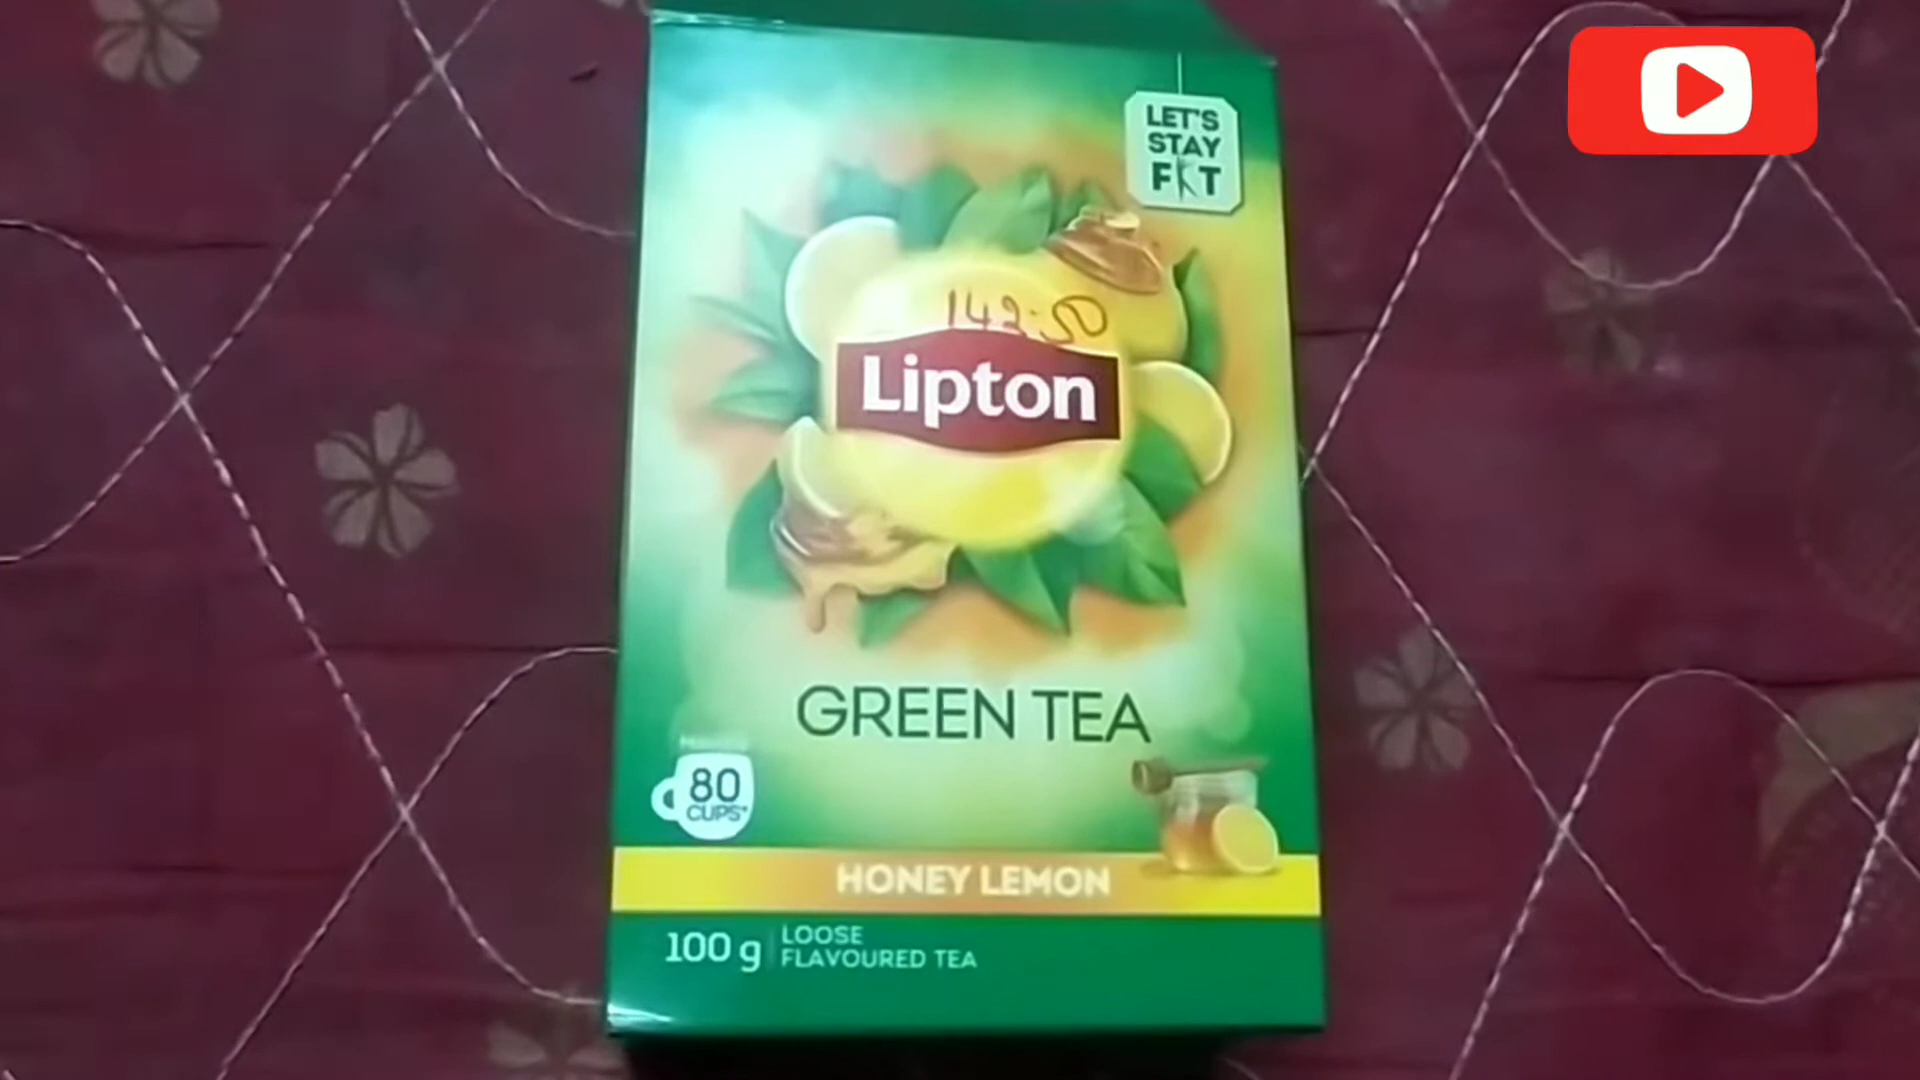 LET'S
STAY
FIT
142.50
Lipton
GREEN TEA
80
CUPS*
HONEY LEMON
100 g
LOOSE
FLAVOURED TEA